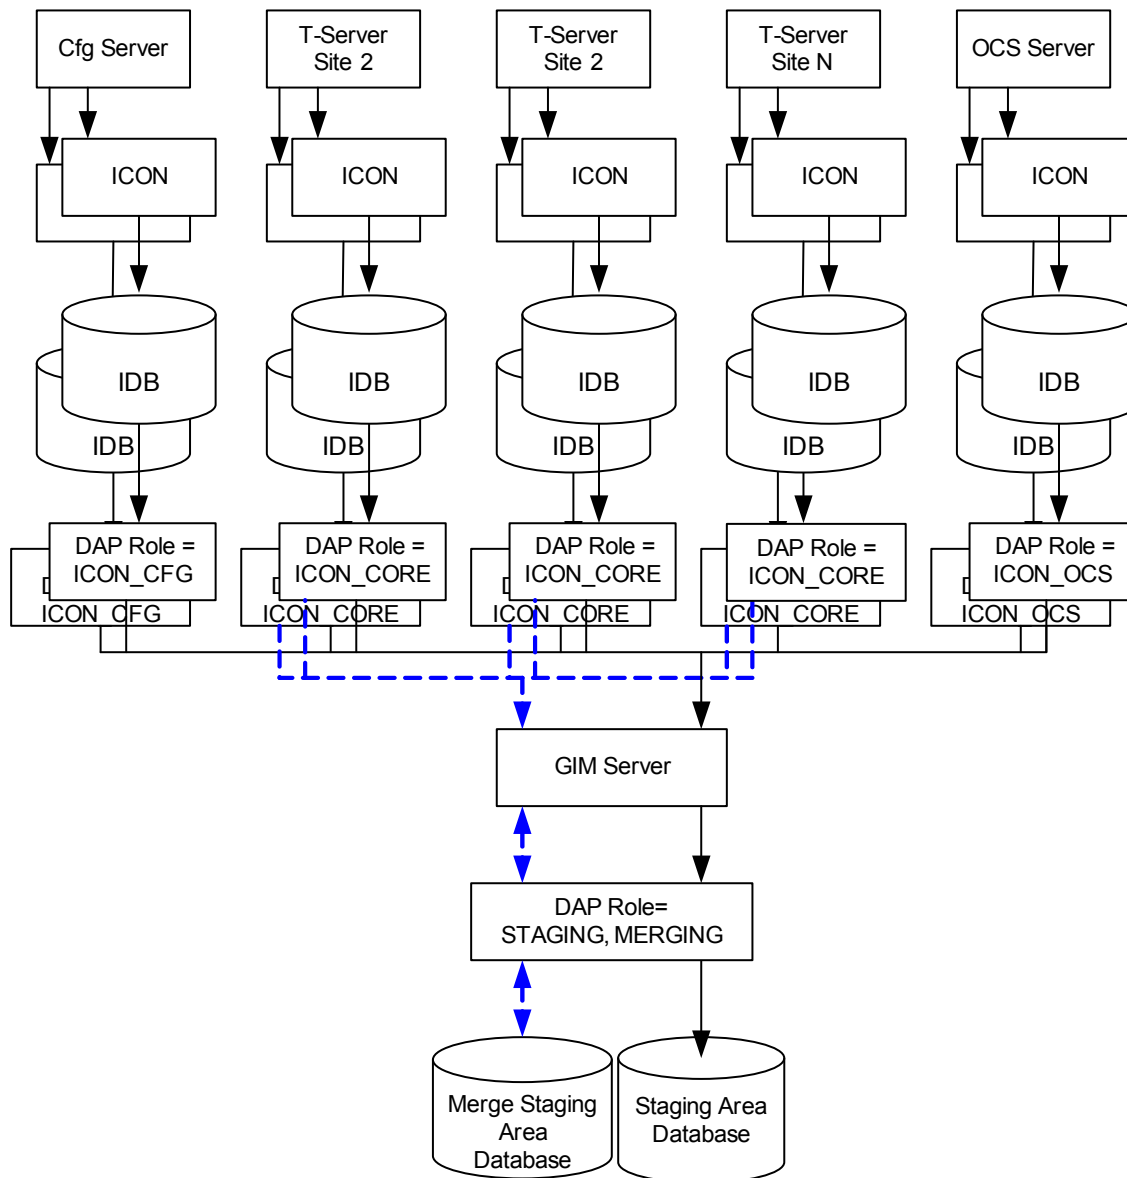 Cfg Server
T-Server
Site 2
T-Server
Site 2
T-Server
Site N
OCS Server
ICON
ICON
ICON
ICON
ICON
IDB
IDB
IDB
IDB
IDB
IDB
IDB
IDB
IDB
IDB
DAP Role =
ICON_CFG
DAP Role =
ICON_CORE
DAP Role =
ICON_CORE
DAP Role =
ICON_CORE
DAP Role =
ICON_OCS
ICON_CFG
ICON_CORE
ICON_CORE
ICON_CORE
ICON_OCS
GIM Server
DAP Role=
STAGING, MERGING
Merge Staging
Area
Database
Staging Area
Database